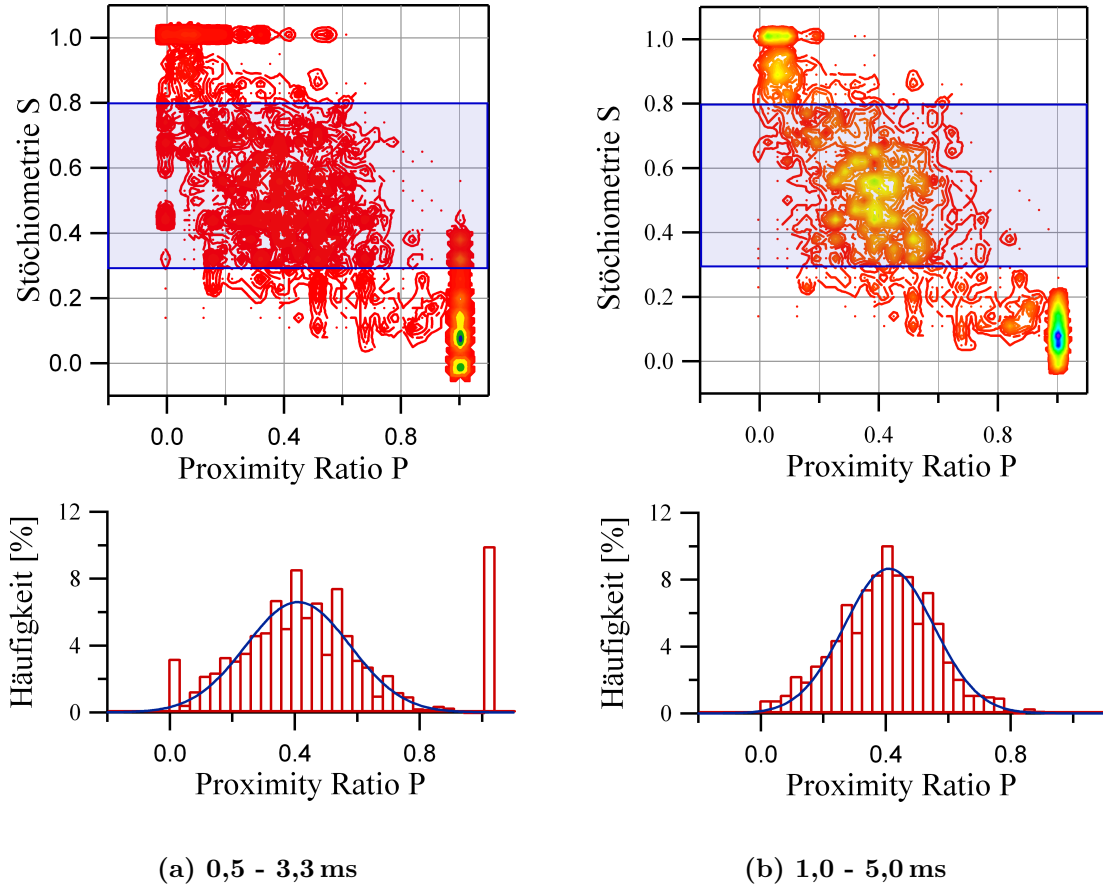 Stöchiometrie S
1.0
0.8
0.6
0.4
0.2
0.0
0.0 0.4 0.8
Proximity Ratio P
Stöchiometrie S
1.0
0.8
0.6
0.4
0.2
0.0
0.0 0.4 0.8
Proximity Ratio P
Häufigkeit [%]
12
8
4
0
0.0 0.4 0.8
Proximity Ratio P
Häufigkeit [%]
12
8
4
0
0.0 0.4 0.8
Proximity Ratio P
(a) 0,5 - 3,3 ms
(b) 1,0 - 5,0 ms